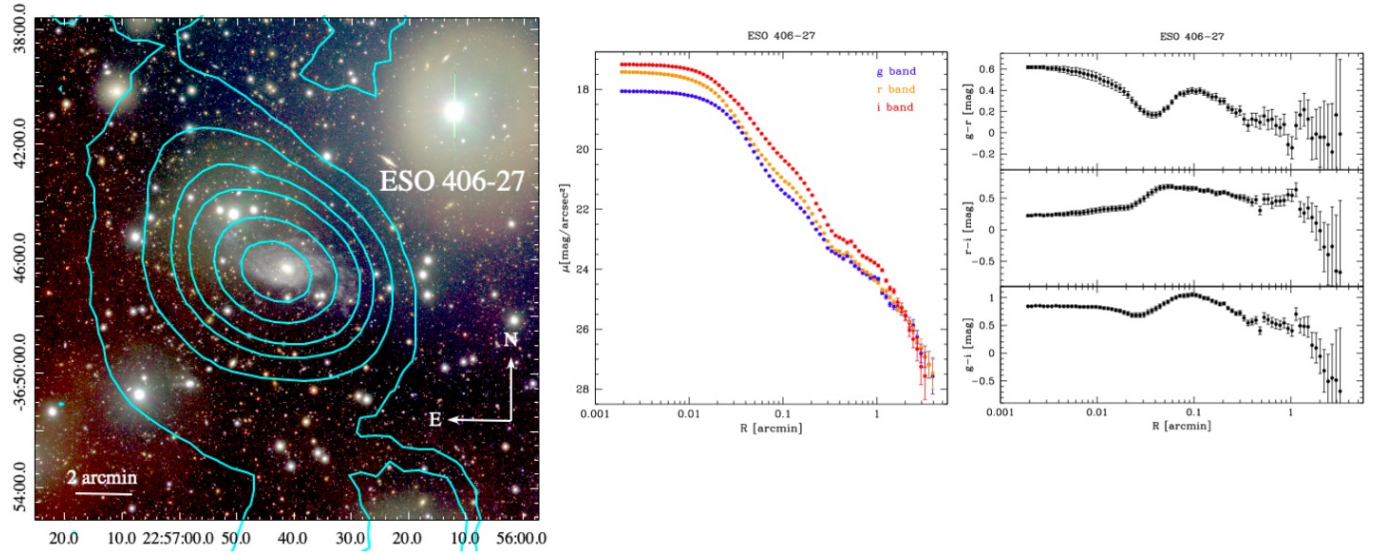 38:00.0
42:00.0
46:00.0
-36:50:00.0
54:00.0
ESO 406-27
N
E
2 arcmin
20.0 10.0 22:57:00.0 50.0 40.0 30.0 20.0 10.0 56:00.0
ESO 406-27
g band
r band
i band
18
20
22
24
26
28
μ[mag/arcsec²]
0.001 0.01 0.1 1
R [arcmin]
ESO 406-27
0.6
0.4
0.2
0
-0.2
g-r [mag]
0.5
0
-0.5
r-i [mag]
1
0.5
0
-0.5
g-i [mag]
0.001 0.01 0.1 1
R [arcmin]